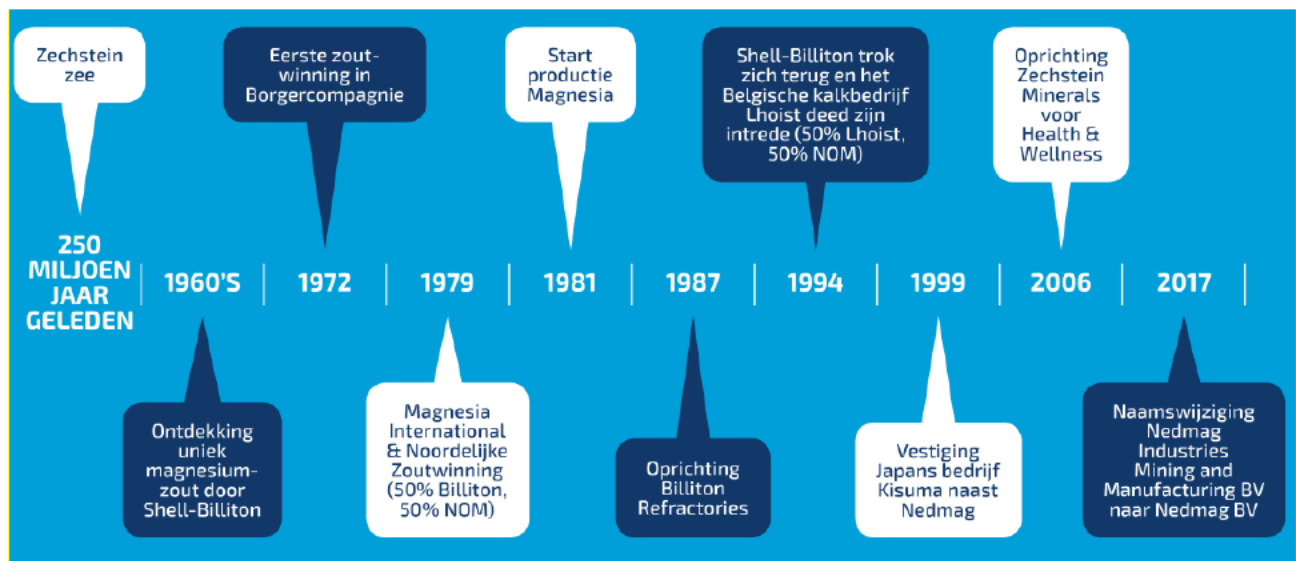 Zechstein
zee
Eerste zout-
winning in
Borgercompagnie
Start
productie
Magnesia
Shell-Billiton trok
zich terug en het
Belgische kalkbedrijf
Lhoist deed zijn
intrede (50% Lhoist,
50% NOM)
Oprichting
Zechstein
Minerals
voor
Health &
Wellness
250
MILJOEN
JAAR
GELEDEN
1960'S
1972
1979
1981
1987
1994
1999
2006
2017
Ontdekking
uniek
magnesium-
zout door
Shell-Billiton
Magnesia
International
& Noordelijke
Zoutwinning
(50% Billiton,
50% NOM)
Oprichting
Billiton
Refractories
Vestiging
Japans bedrijf
Kisuma naast
Nedmag
Naamswijziging
Nedmag
Industries
Mining and
Manufacturing BV
naar Nedmag BV